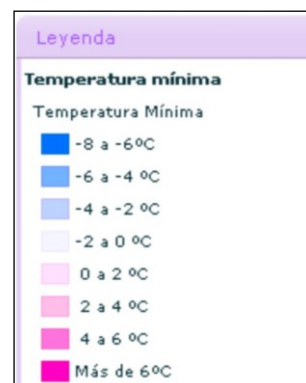 Leyenda
Temperatura mínima
Temperatura Mínima
-8 a -6ºC
-6 a -4 ºC
-4 a -2 ºC
-2 a 0 ºC
0 a 2 ºC
2 a 4 ºC
4 a 6 ºC
Más de 6ºC